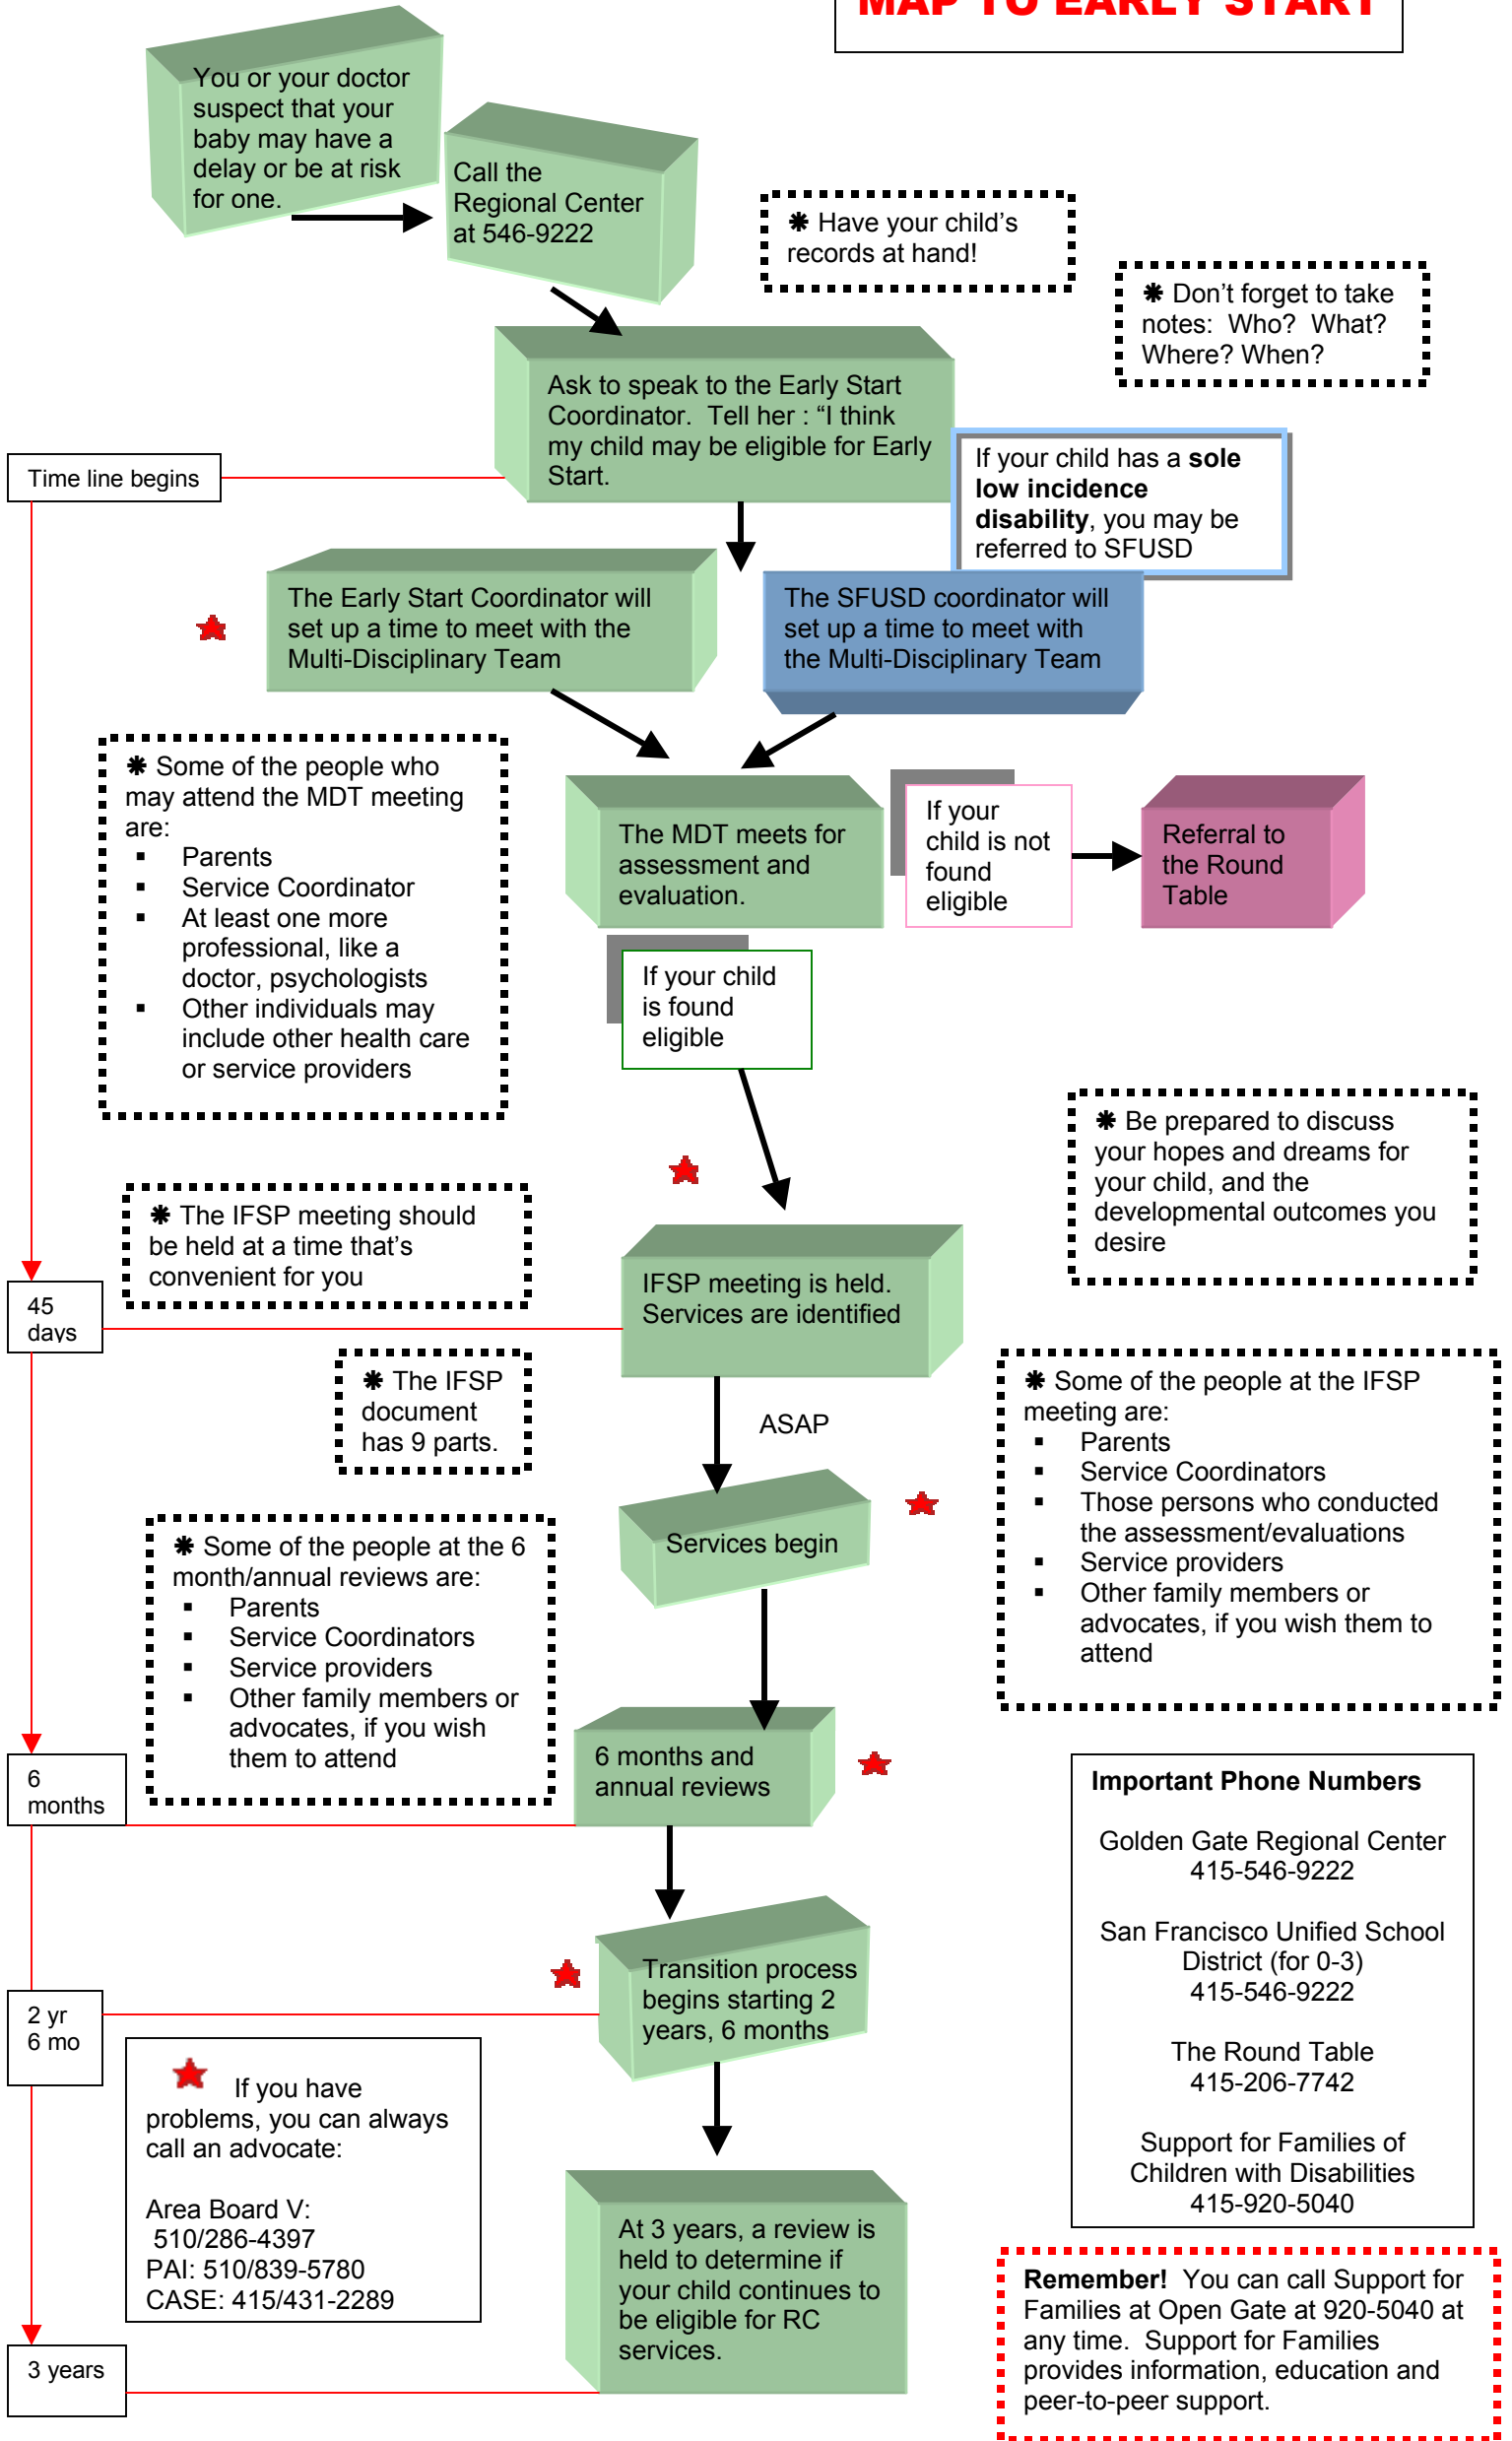 MAP TO EARLY START
You or your doctor
suspect that your
baby may have a
delay or be at risk
for one.
Call the
Regional Center
at 546-9222
✱ Have your child's
records at hand!
✱ Don't forget to take
notes: Who? What?
Where? When?
Ask to speak to the Early Start
Coordinator. Tell her : “I think
my child may be eligible for Early
Start.
Time line begins
If your child has a sole
low incidence
disability, you may be
referred to SFUSD
The Early Start Coordinator will
set up a time to meet with the
Multi-Disciplinary Team
The SFUSD coordinator will
set up a time to meet with
the Multi-Disciplinary Team
✱ Some of the people who
may attend the MDT meeting
are:
▪ Parents
▪ Service Coordinator
▪ At least one more
professional, like a
doctor, psychologists
▪ Other individuals may
include other health care
or service providers
The MDT meets for
assessment and
evaluation.
If your
child is not
found
eligible
Referral to
the Round
Table
If your child
is found
eligible
✱ Be prepared to discuss
your hopes and dreams for
your child, and the
developmental outcomes you
desire
✱ The IFSP meeting should
be held at a time that's
convenient for you
45
days
IFSP meeting is held.
Services are identified
✱ The IFSP
document
has 9 parts.
ASAP
✱ Some of the people at the IFSP
meeting are:
▪ Parents
▪ Service Coordinators
▪ Those persons who conducted
the assessment/evaluations
▪ Service providers
▪ Other family members or
advocates, if you wish them to
attend
Services begin
✱ Some of the people at the 6
month/annual reviews are:
▪ Parents
▪ Service Coordinators
▪ Service providers
▪ Other family members or
advocates, if you wish
them to attend
6
months
6 months and
annual reviews
Important Phone Numbers
Golden Gate Regional Center
415-546-9222
San Francisco Unified School
District (for 0-3)
415-546-9222
The Round Table
415-206-7742
Support for Families of
Children with Disabilities
415-920-5040
Transition process
begins starting 2
years, 6 months
2 yr
6 mo
If you have
problems, you can always
call an advocate:
Area Board V:
510/286-4397
PAI: 510/839-5780
CASE: 415/431-2289
At 3 years, a review is
held to determine if
your child continues to
be eligible for RC
services.
3 years
Remember! You can call Support for
Families at Open Gate at 920-5040 at
any time. Support for Families
provides information, education and
peer-to-peer support.